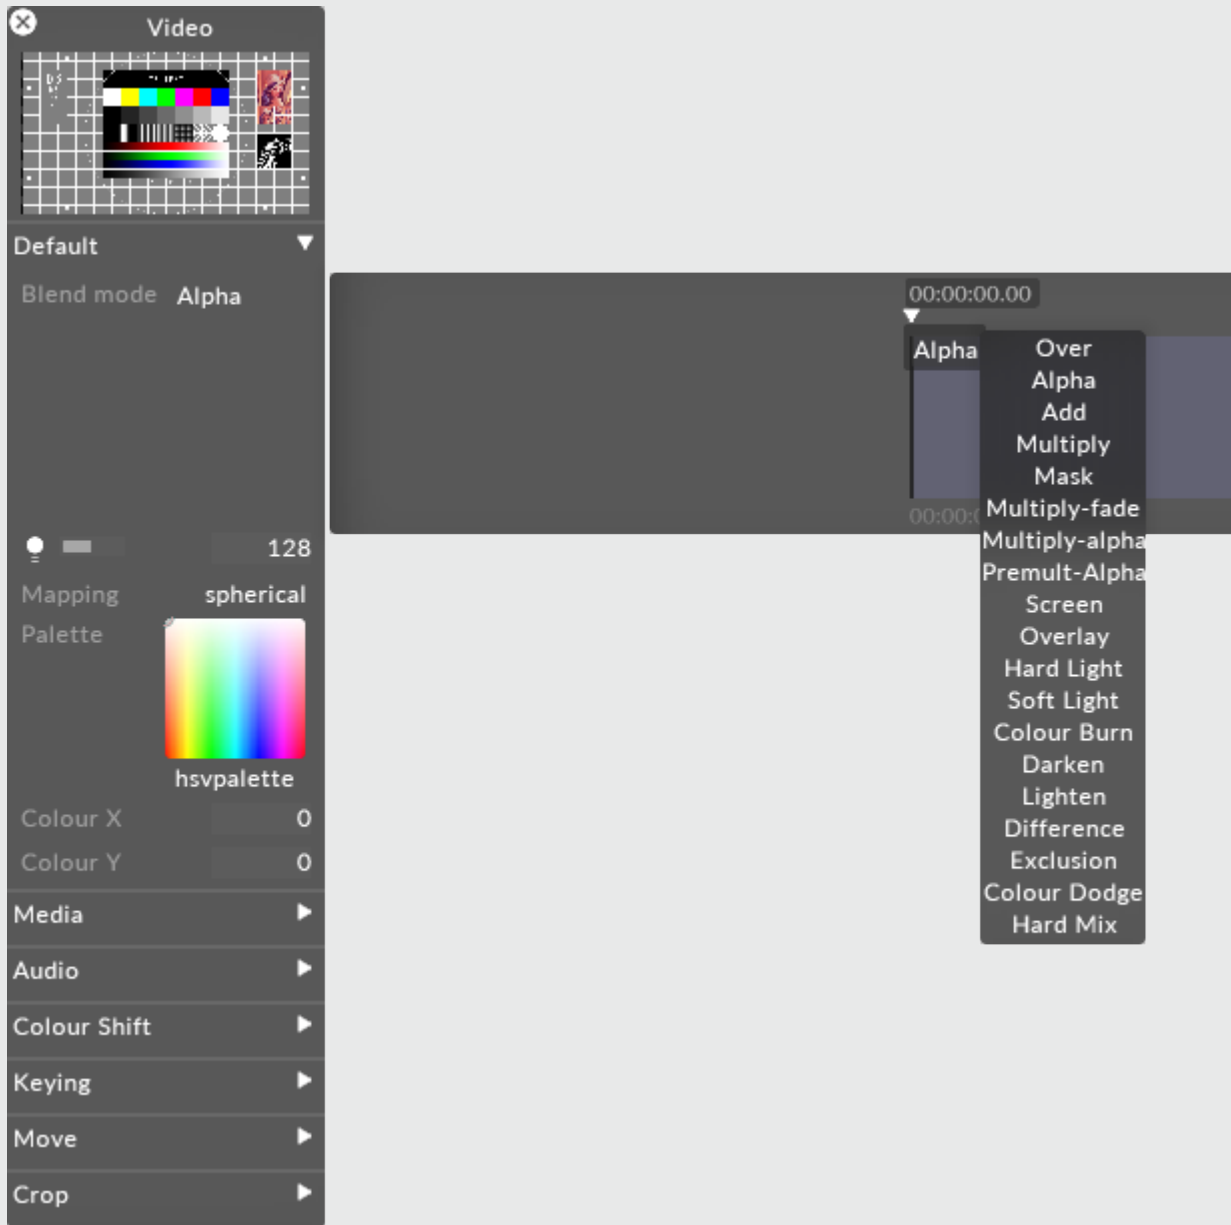 Video
Default
Blend mode Alpha
00:00:00.00
Alpha
Over
Alpha
Add
Multiply
Mask
Multiply-fade
Multiply-alpha
Premult-Alpha
Screen
Overlay
Hard Light
Soft Light
Colour Burn
Darken
Lighten
Difference
Exclusion
Colour Dodge
Hard Mix
00:00:
128
Mapping spherical
Palette
hsvpalette
Colour X 0
Colour Y 0
Media
Audio
Colour Shift
Keying
Move
Crop